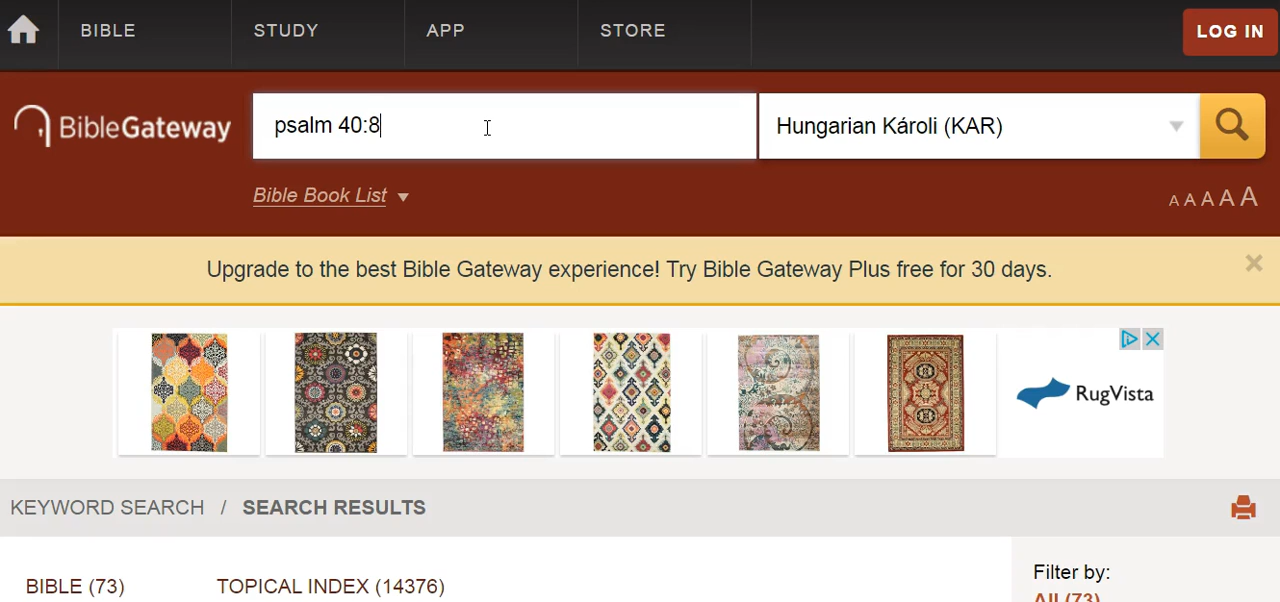 BIBLE STUDY APP STORE LOG IN
BibleGateway psalm 40:8 Hungarian Károli (KAR)
Bible Book List A A A A A
Upgrade to the best Bible Gateway experience! Try Bible Gateway Plus free for 30 days.
RugVista
KEYWORD SEARCH / SEARCH RESULTS
BIBLE (73) TOPICAL INDEX (14376) Filter by:
All (73)